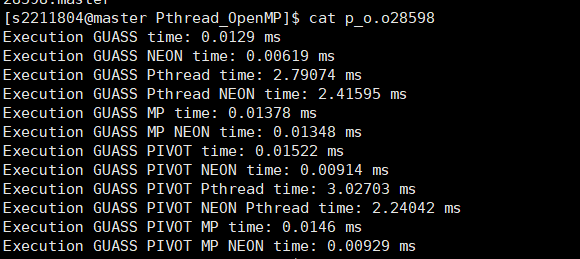 28598.master
[s2211804@master Pthread_OpenMP]$ cat p_o.o28598
Execution GUASS time: 0.0129 ms
Execution GUASS NEON time: 0.00619 ms
Execution GUASS Pthread time: 2.79074 ms
Execution GUASS Pthread NEON time: 2.41595 ms
Execution GUASS MP time: 0.01378 ms
Execution GUASS MP NEON time: 0.01348 ms
Execution GUASS PIVOT time: 0.01522 ms
Execution GUASS PIVOT NEON time: 0.00914 ms
Execution GUASS PIVOT Pthread time: 3.02703 ms
Execution GUASS PIVOT NEON Pthread time: 2.24042 ms
Execution GUASS PIVOT MP time: 0.0146 ms
Execution GUASS PIVOT MP NEON time: 0.00929 ms